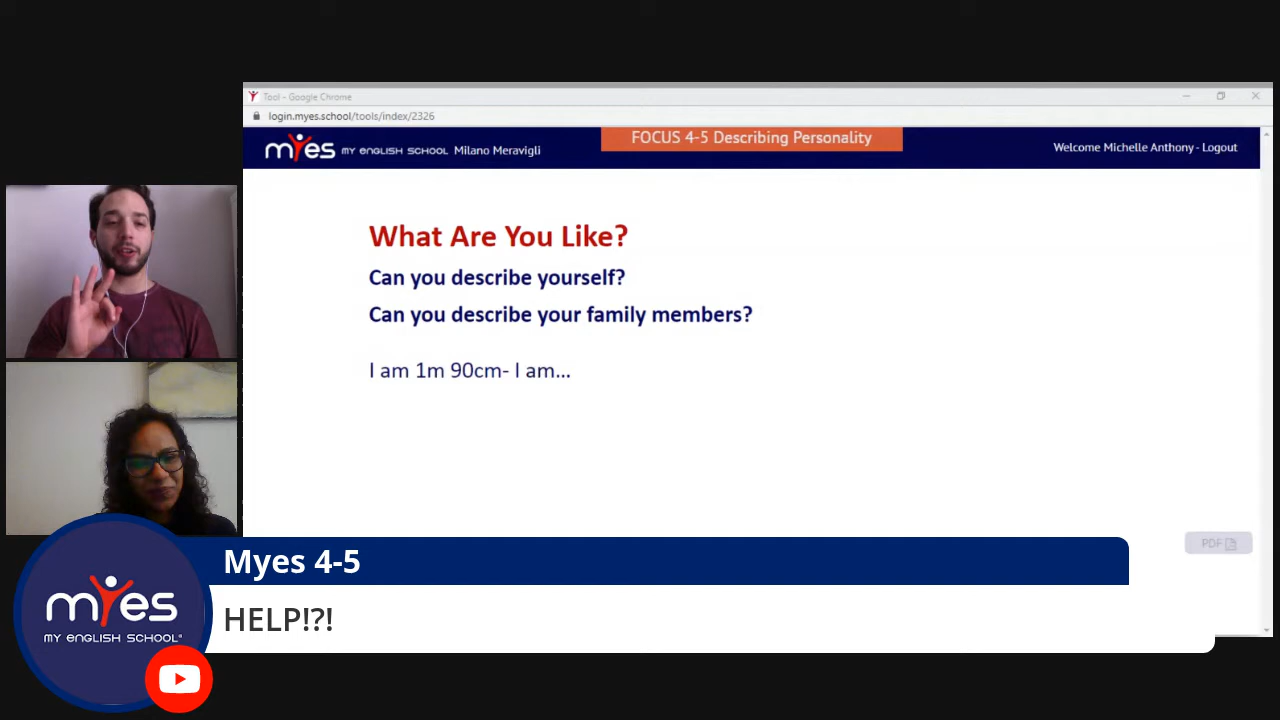 Tool - Google Chrome
login.myes.school/tools/index/2326
myes MY ENGLISH SCHOOL Milano Meravigli
FOCUS 4-5 Describing Personality
Welcome Michelle Anthony - Logout
What Are You Like?
Can you describe yourself?
Can you describe your family members?
I am 1m 90cm- I am...
PDF
Myes 4-5
HELP!?!
myes
MY ENGLISH SCHOOL®